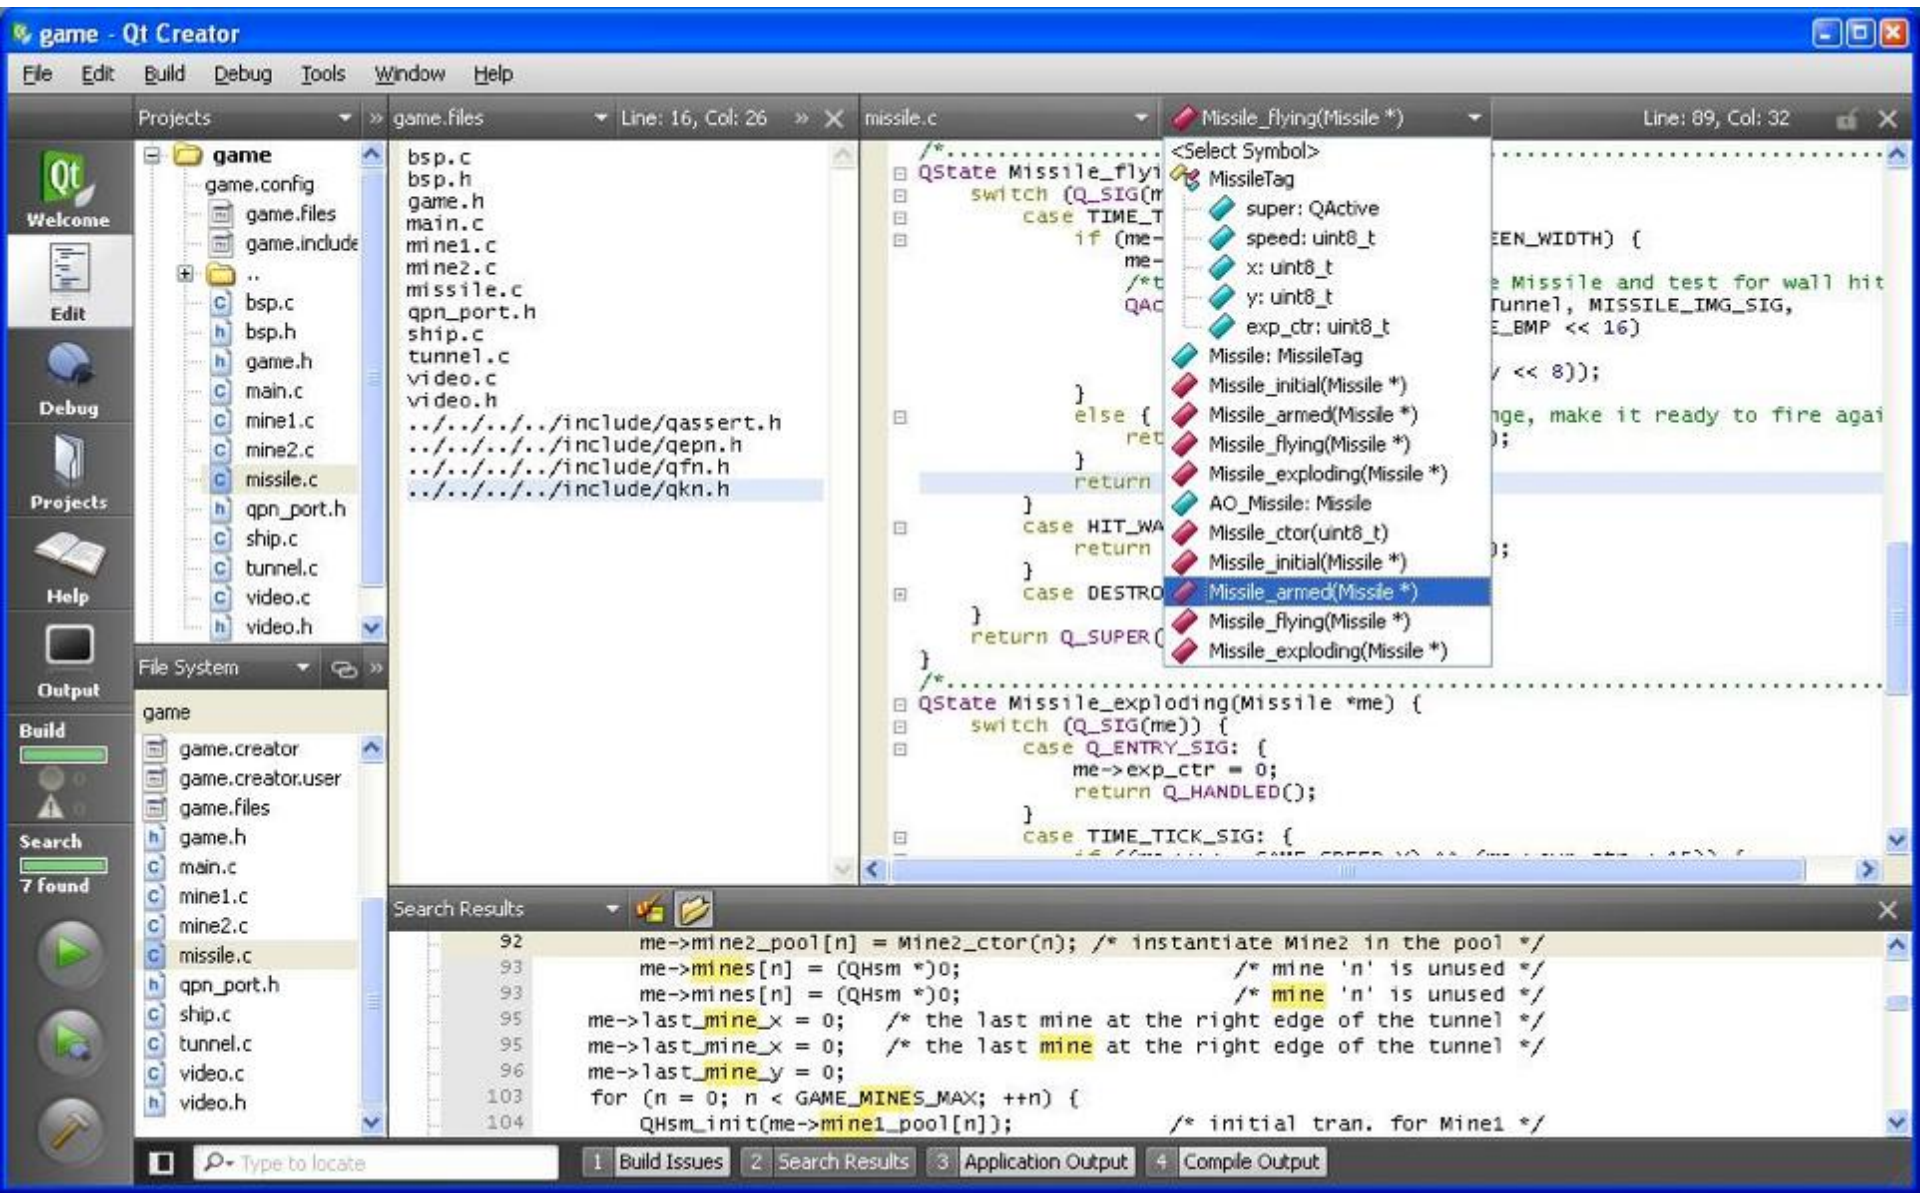 game - Qt Creator
File Edit Build Debug Tools Window Help
Projects
game.files Line: 16, Col: 26
missile.c Missile_flying(Missile *) Line: 89, Col: 32
Welcome
Edit
Debug
Projects
Help
Output
Build
0
0
Search
7 found
game
game.config
game.files
game.include
..
bsp.c
bsp.h
game.h
main.c
mine1.c
mine2.c
missile.c
qpn_port.h
ship.c
tunnel.c
video.c
video.h
File System
game
game.creator
game.creator.user
game.files
game.h
main.c
mine1.c
mine2.c
missile.c
qpn_port.h
ship.c
tunnel.c
video.c
video.h
bsp.c
bsp.h
game.h
main.c
mine1.c
mine2.c
missile.c
qpn_port.h
ship.c
tunnel.c
video.c
video.h
../../../../include/qassert.h
../../../../include/qepn.h
../../../../include/qfn.h
../../../../include/qkn.h
<Select Symbol>
MissileTag
super: QActive
speed: uint8_t
x: uint8_t
y: uint8_t
exp_ctr: uint8_t
Missile: MissileTag
Missile_initial(Missile *)
Missile_armed(Missile *)
Missile_flying(Missile *)
Missile_exploding(Missile *)
AO_Missile: Missile
Missile_ctor(uint8_t)
Missile_initial(Missile *)
Missile_armed(Missile *)
Missile_flying(Missile *)
Missile_exploding(Missile *)
/*..................
QState Missile_flyi
switch (Q_SIG(m
case TIME_T
if (me- EEN_WIDTH) {
me-
/*t e Missile and test for wall hit
QAc Tunnel, MISSILE_IMG_SIG,
E_BMP << 16)
y << 8));
}
else { nge, make it ready to fire agai
ret );
}
return
}
case HIT_WA
return );
}
case DESTRO
}
return Q_SUPER(
}
/*..................
QState Missile_exploding(Missile *me) {
switch (Q_SIG(me)) {
case Q_ENTRY_SIG: {
me->exp_ctr = 0;
return Q_HANDLED();
}
case TIME_TICK_SIG: {
Search Results
92 me->mine2_pool[n] = Mine2_ctor(n); /* instantiate Mine2 in the pool */
93 me->mines[n] = (QHsm *)0; /* mine 'n' is unused */
93 me->mines[n] = (QHsm *)0; /* mine 'n' is unused */
95 me->last_mine_x = 0; /* the last mine at the right edge of the tunnel */
95 me->last_mine_x = 0; /* the last mine at the right edge of the tunnel */
96 me->last_mine_y = 0;
103 for (n = 0; n < GAME_MINES_MAX; ++n) {
104 QHsm_init(me->mine1_pool[n]); /* initial tran. for Mine1 */
Type to locate 1 Build Issues 2 Search Results 3 Application Output 4 Compile Output